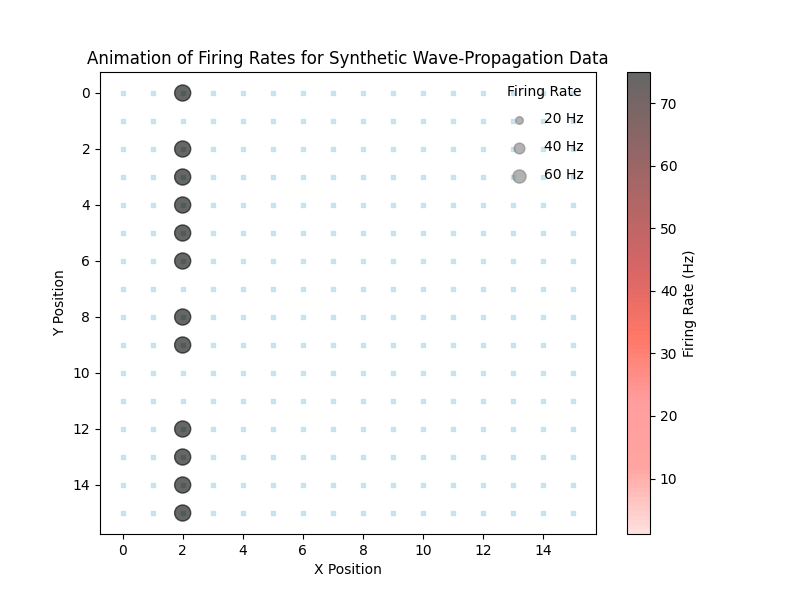 Animation of Firing Rates for Synthetic Wave-Propagation Data
Firing Rate
20 Hz
40 Hz
60 Hz
0
2
4
6
8
10
12
14
Y Position
0
2
4
6
8
10
12
14
X Position
70
60
50
40
30
20
10
Firing Rate (Hz)